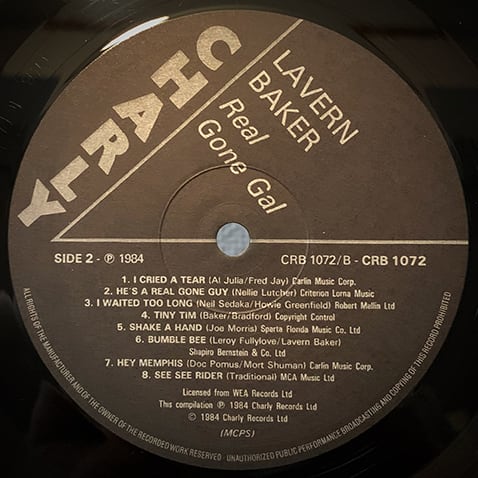 CHARLY
LAVERN
BAKER
Real
Gone Gal
SIDE 2 - ℗ 1984
CRB 1072/B - CRB 1072
1. I CRIED A TEAR (Al Julia/Fred Jay) Carlin Music Corp.
2. HE'S A REAL GONE GUY (Nellie Lutcher) Criterion Lorna Music
3. I WAITED TOO LONG (Neil Sedaka/Howie Greenfield) Robert Mellin Ltd
4. TINY TIM (Baker/Bradford) Copyright Control
5. SHAKE A HAND (Joe Morris) Sparta Florida Music Co. Ltd
6. BUMBLE BEE (Leroy Fullylove/Lavern Baker)
Shapiro Bernstein & Co. Ltd
7. HEY MEMPHIS (Doc Pomus/Mort Shuman) Carlin Music Corp.
8. SEE SEE RIDER (Traditional) MCA Music Ltd
Licensed from WEA Records Ltd
This compilation ℗ 1984 Charly Records Ltd
© 1984 Charly Records Ltd
(MCPS)
ALL RIGHTS OF THE MANUFACTURER AND OF THE OWNER OF THE RECORDED WORK RESERVED UNAUTHORIZED PUBLIC PERFORMANCE BROADCASTING AND COPYING OF THIS RECORD PROHIBITED